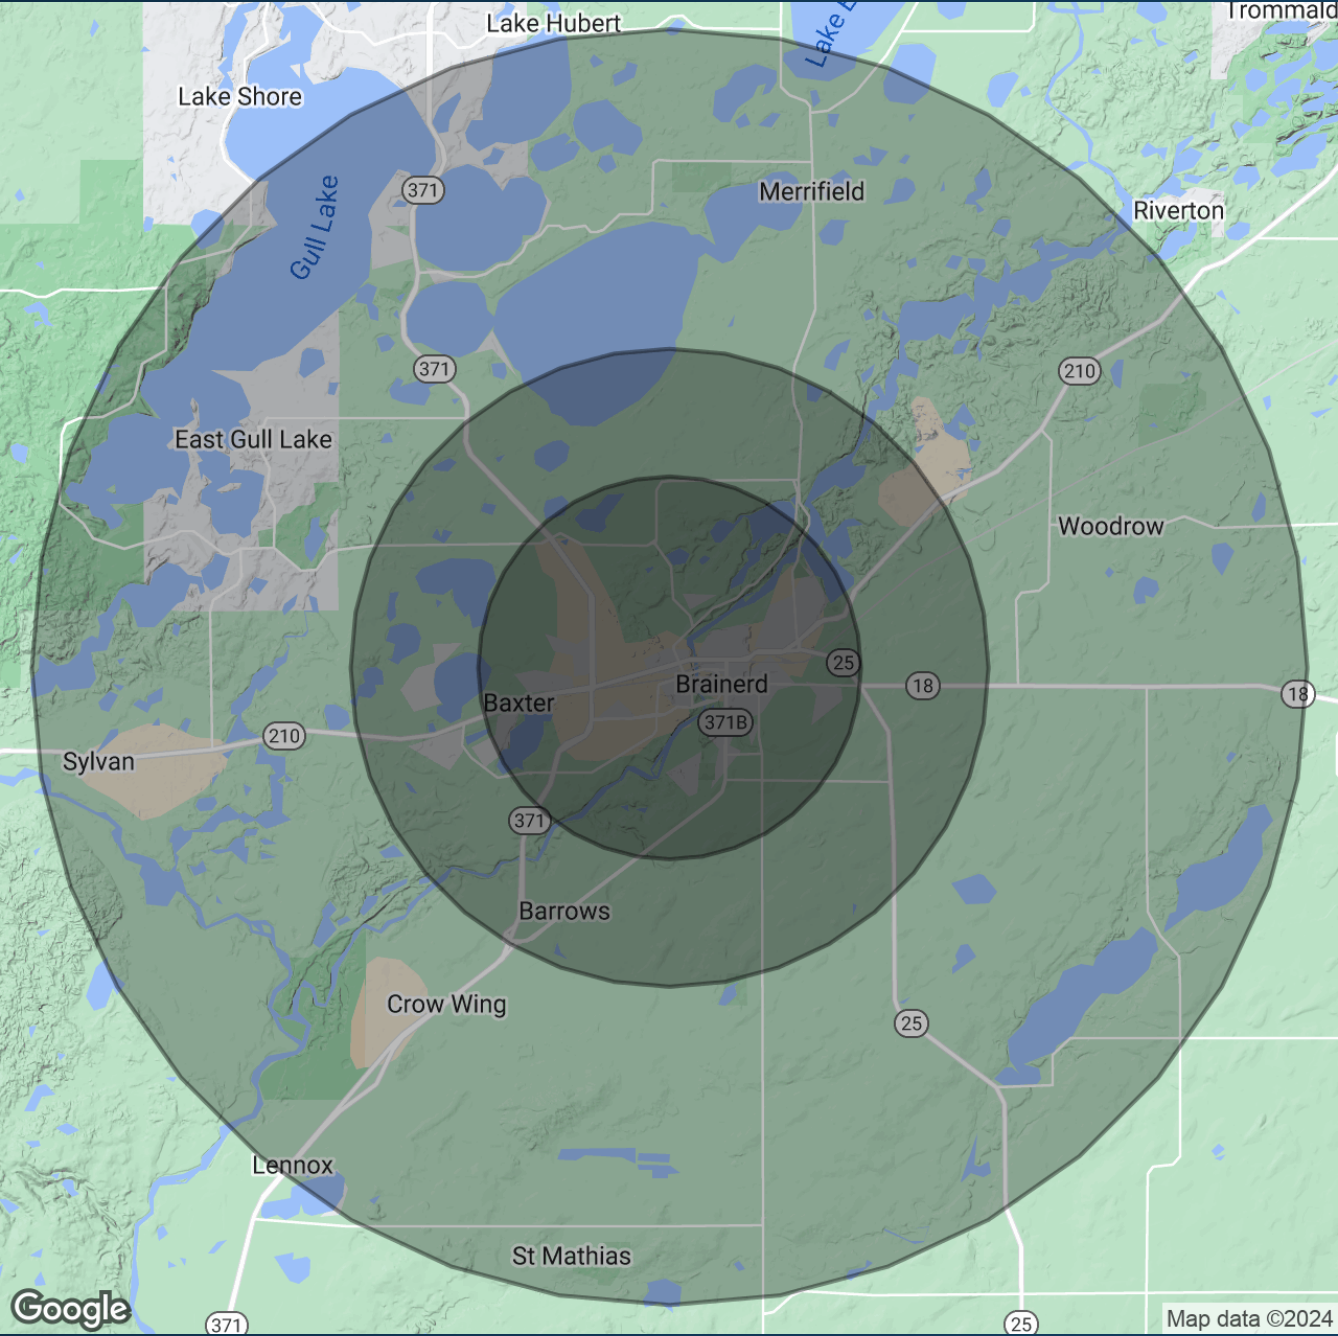 Lake Hubert
Trommald
Lake E
Lake Shore
371
Merrifield
Riverton
Gull Lake
371
210
East Gull Lake
Woodrow
25
Brainerd
18
18
Baxter
371B
210
Sylvan
371
Barrows
Crow Wing
25
Lennox
St Mathias
Google
371
25
Map data ©2024